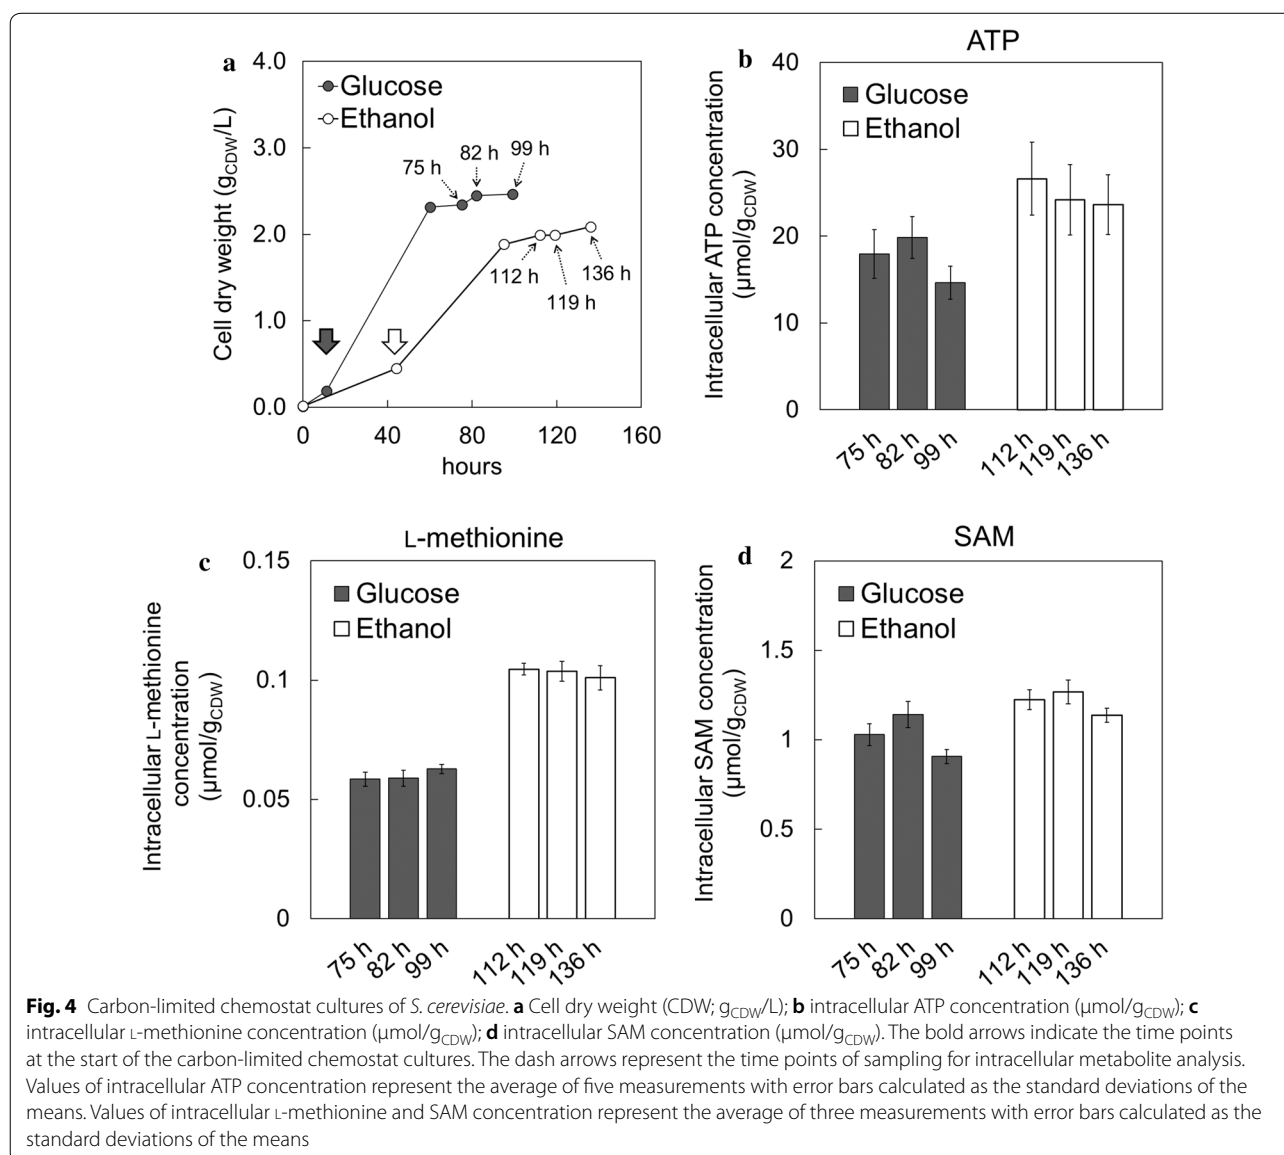 a
4.0
3.0
2.0
1.0
0.0
Cell dry weight (gCDW/L)
Glucose
Ethanol
75 h
82 h
99 h
112 h
119 h
136 h
0
40
80
120
160
hours
b
ATP
40
30
20
10
0
Intracellular ATP concentration
(µmol/gCDW)
Glucose
Ethanol
75 h
82 h
99 h
112 h
119 h
136 h
c
L-methionine
0.15
0.1
0.05
0
Intracellular L-methionine
concentration
(µmol/gCDW)
Glucose
Ethanol
75 h
82 h
99 h
112 h
119 h
136 h
d
SAM
2
1.5
1
0.5
0
Intracellular SAM concentration
(µmol/gCDW)
Glucose
Ethanol
75 h
82 h
99 h
112 h
119 h
136 h
Fig. 4 Carbon-limited chemostat cultures of S. cerevisiae. a Cell dry weight (CDW; gCDW/L); b intracellular ATP concentration (µmol/gCDW); c
intracellular L-methionine concentration (µmol/gCDW); d intracellular SAM concentration (µmol/gCDW). The bold arrows indicate the time points
at the start of the carbon-limited chemostat cultures. The dash arrows represent the time points of sampling for intracellular metabolite analysis.
Values of intracellular ATP concentration represent the average of five measurements with error bars calculated as the standard deviations of the
means. Values of intracellular L-methionine and SAM concentration represent the average of three measurements with error bars calculated as the
standard deviations of the means